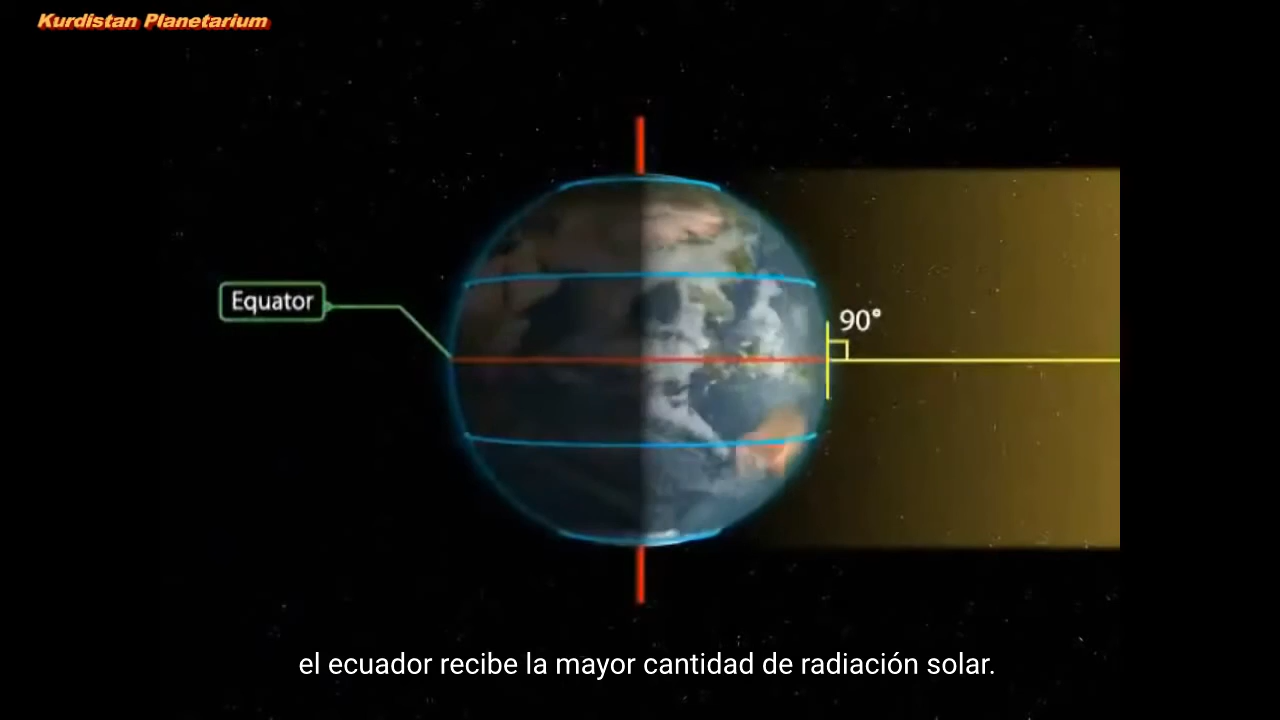 Kurdistan Planetarium
Equator
90°
el ecuador recibe la mayor cantidad de radiación solar.